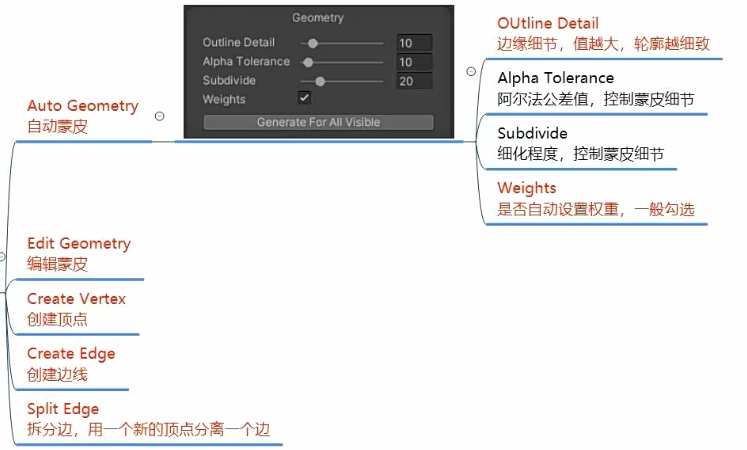 Auto Geometry
自动蒙皮
Geometry
Outline Detail 10
Alpha Tolerance 10
Subdivide 20
Weights
Generate For All Visible
OUtline Detail
边缘细节，值越大，轮廓越细致
Alpha Tolerance
阿尔法公差值，控制蒙皮细节
Subdivide
细化程度，控制蒙皮细节
Weights
是否自动设置权重，一般勾选
Edit Geometry
编辑蒙皮
Create Vertex
创建顶点
Create Edge
创建边线
Split Edge
拆分边，用一个新的顶点分离一个边